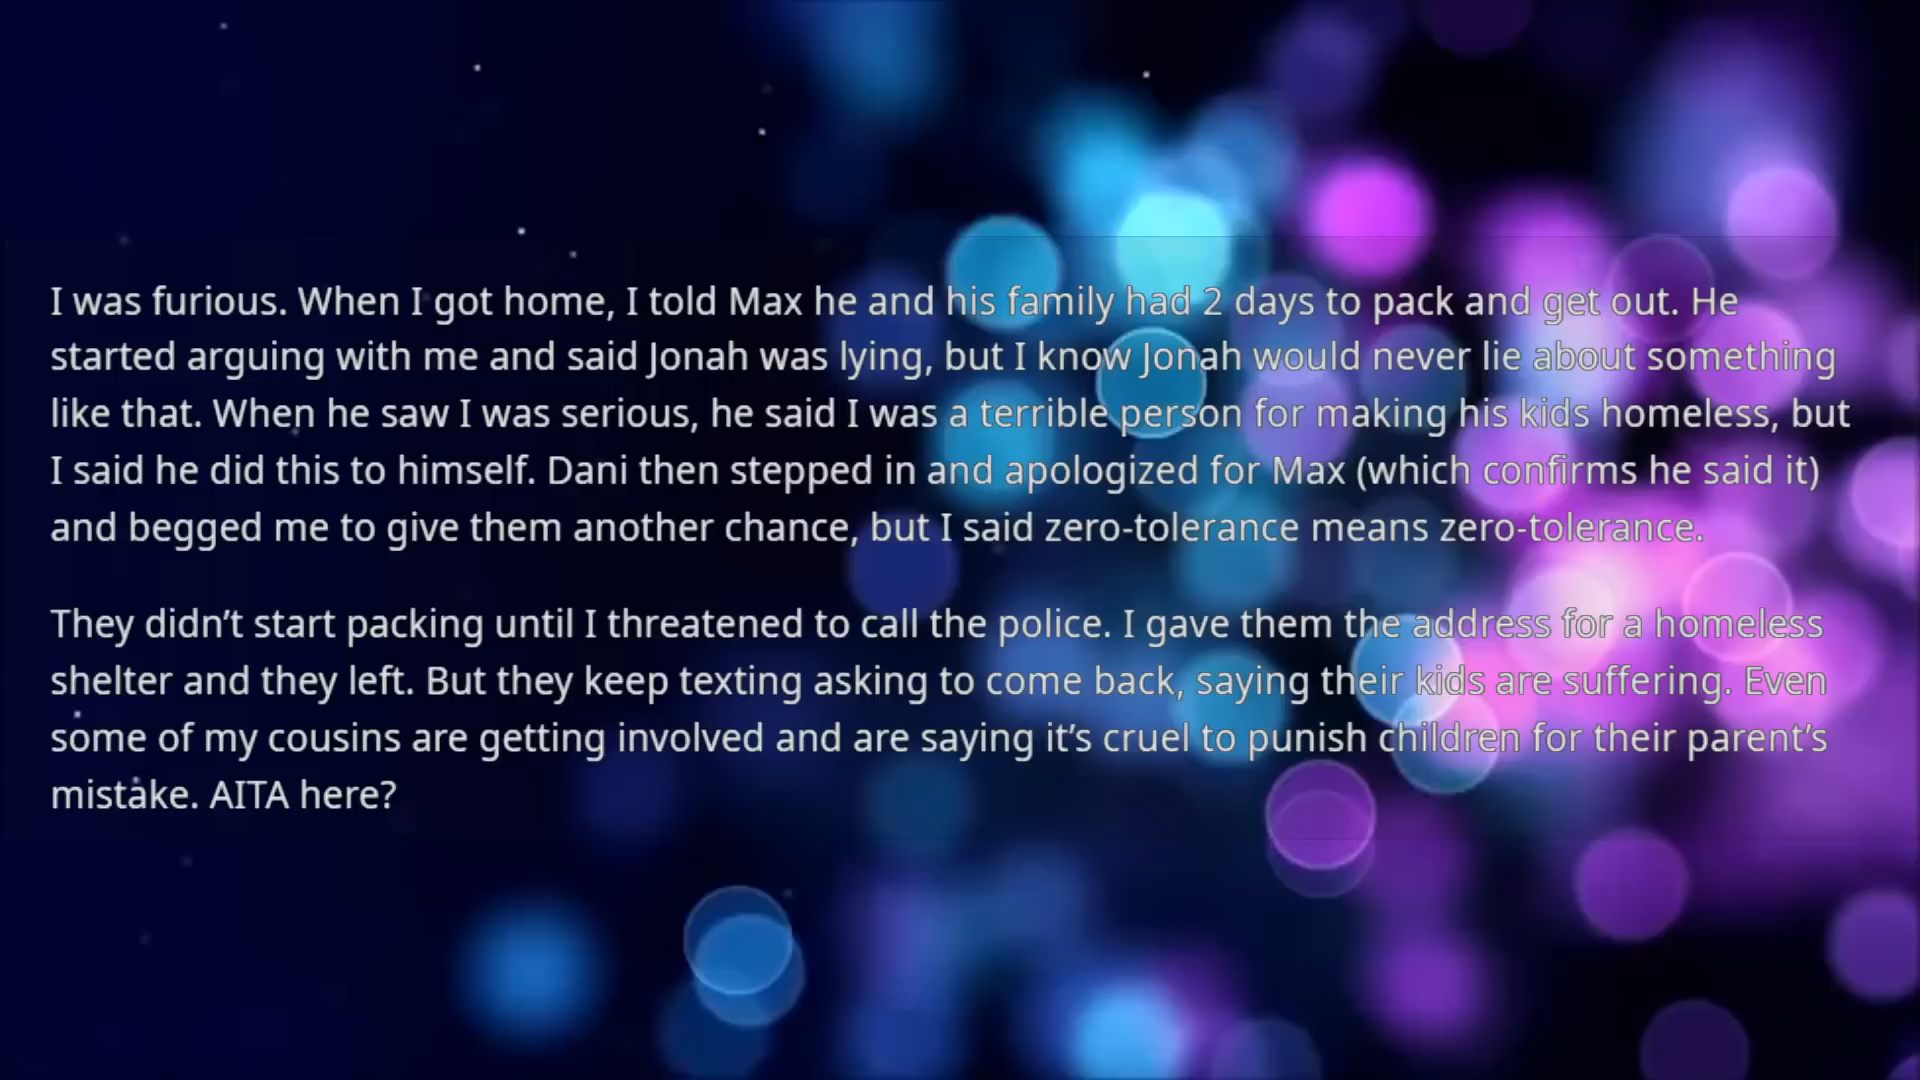 I was furious. When I got home, I told Max he and his family had 2 days to pack and get out. He
started arguing with me and said Jonah was lying, but I know Jonah would never lie about something
like that. When he saw I was serious, he said I was a terrible person for making his kids homeless, but
I said he did this to himself. Dani then stepped in and apologized for Max (which confirms he said it)
and begged me to give them another chance, but I said zero-tolerance means zero-tolerance.
They didn’t start packing until I threatened to call the police. I gave them the address for a homeless
shelter and they left. But they keep texting asking to come back, saying their kids are suffering. Even
some of my cousins are getting involved and are saying it’s cruel to punish children for their parent’s
mistake. AITA here?